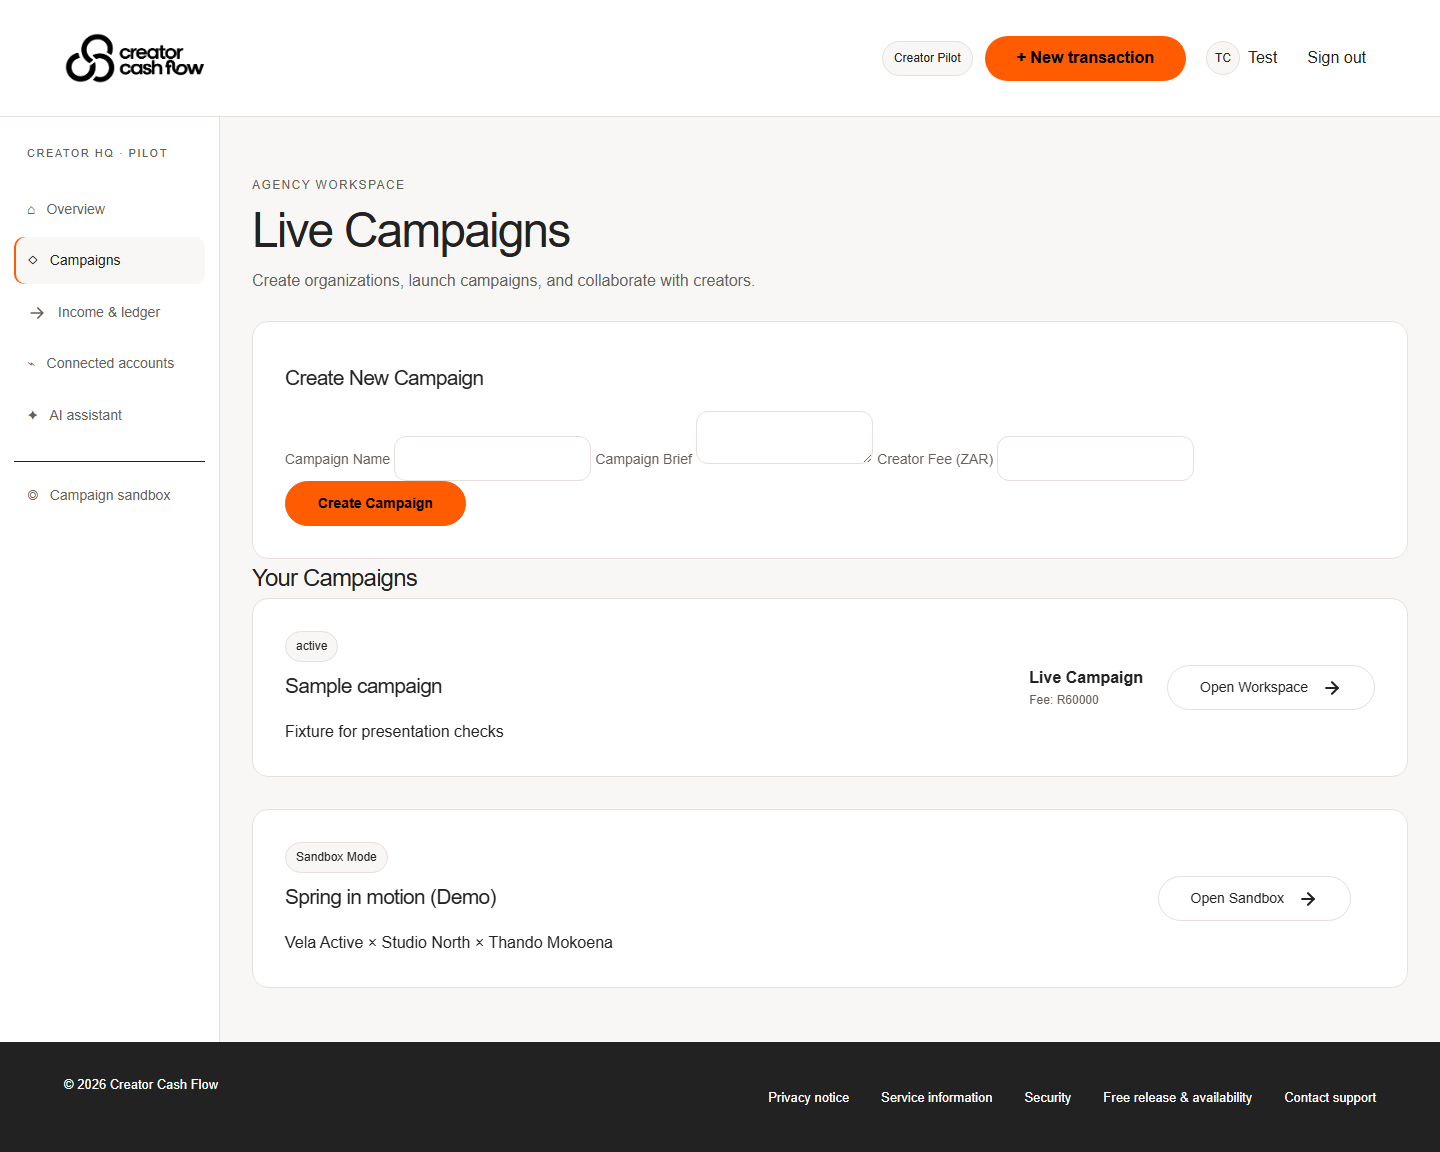 creator
cash flow
Creator Pilot
+ New transaction
TC
Test
Sign out
CREATOR HQ · PILOT
Overview
Campaigns
Income & ledger
Connected accounts
AI assistant
Campaign sandbox
AGENCY WORKSPACE
Live Campaigns
Create organizations, launch campaigns, and collaborate with creators.
Create New Campaign
Campaign Name
Campaign Brief
Creator Fee (ZAR)
Create Campaign
Your Campaigns
active
Sample campaign
Fixture for presentation checks
Live Campaign
Fee: R60000
Open Workspace →
Sandbox Mode
Spring in motion (Demo)
Vela Active × Studio North × Thando Mokoena
Open Sandbox →
© 2026 Creator Cash Flow
Privacy notice
Service information
Security
Free release & availability
Contact support